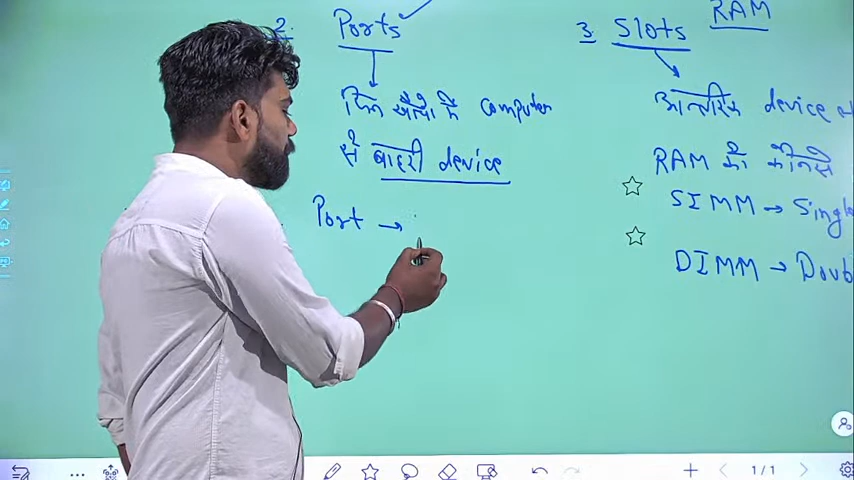 2. Ports
computer
से बाहरी device
Port →
RAM
3 Slots
आन्तरिक device
RAM को
SIMM → Single
DIMM → Doub
1/1